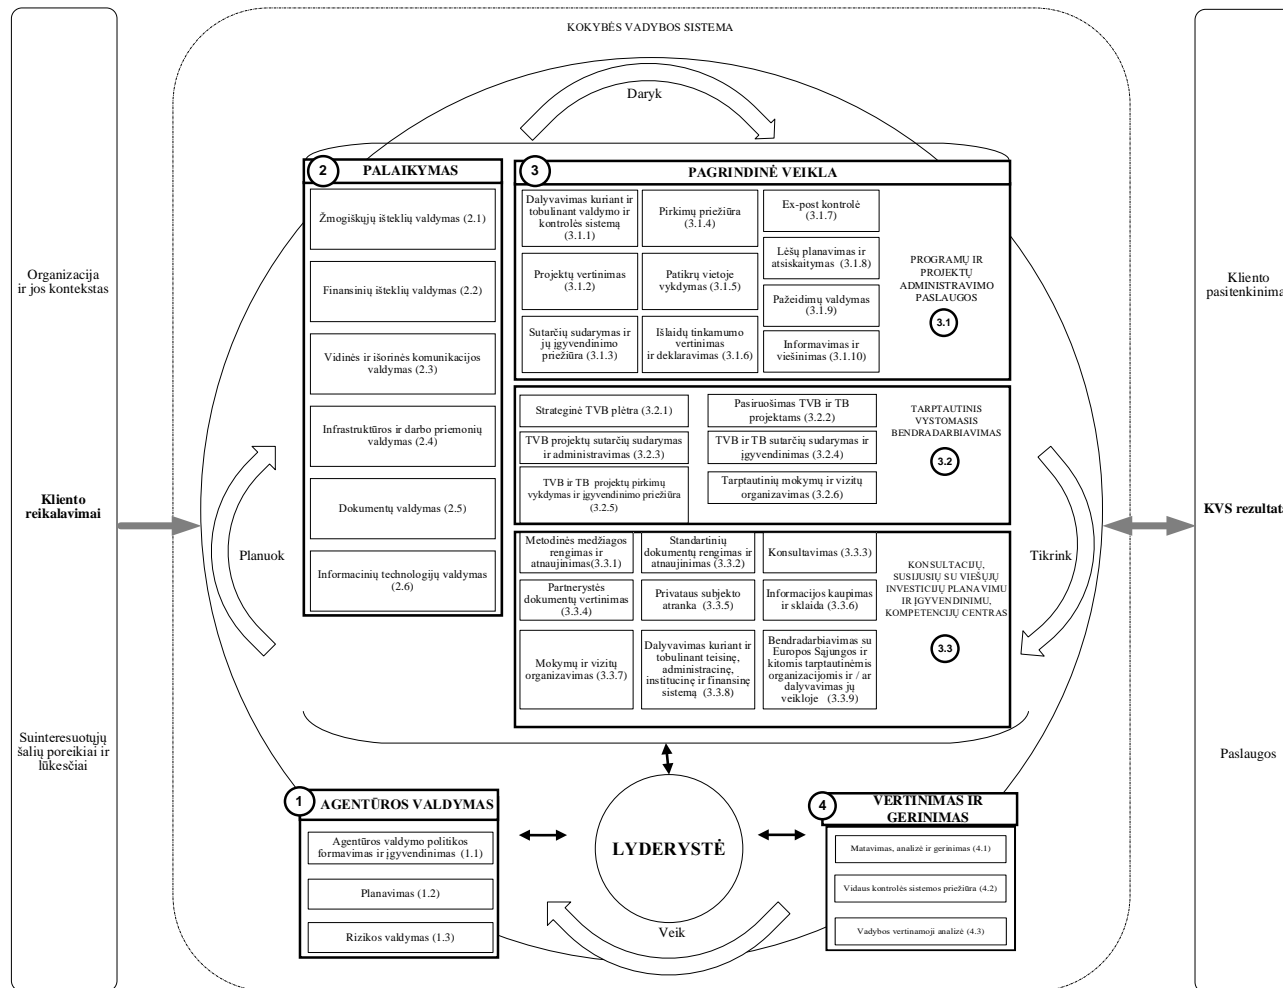 KOKYBĖS VADYBOS SISTEMA
Daryk
Organizacija
ir jos kontekstas
Kliento
reikalavimai
Suinteresuotųjų
šalių poreikiai ir
lūkesčiai
Planuok
2
PALAIKYMAS
Žmogiškųjų išteklių valdymas (2.1)
Finansinių išteklių valdymas (2.2)
Vidinės ir išorinės komunikacijos
valdymas (2.3)
Infrastruktūros ir darbo priemonių
valdymas (2.4)
Dokumentų valdymas (2.5)
Informacinių technologijų valdymas
(2.6)
3
PAGRINDINĖ VEIKLA
Dalyvavimas kuriant ir
tobulinant valdymo ir
kontrolės sistemą
(3.1.1)
Pirkimų priežiūra
(3.1.4)
Ex-post kontrolė
(3.1.7)
Projektų vertinimas
(3.1.2)
Patikrų vietoje
vykdymas (3.1.5)
Lėšų planavimas ir
atsiskaitymas (3.1.8)
Pažeidimų valdymas
(3.1.9)
Sutarčių sudarymas ir
jų įgyvendinimo
priežiūra (3.1.3)
Išlaidų tinkamumo
vertinimas
ir deklaravimas (3.1.6)
Informavimas ir
viešinimas (3.1.10)
PROGRAMŲ IR
PROJEKTŲ
ADMINISTRAVIMO
PASLAUGOS
3.1
Strateginė TVB plėtra (3.2.1)
Pasiruošimas TVB ir TB
projektams (3.2.2)
TVB projektų sutarčių sudarymas
ir administravimas (3.2.3)
TVB ir TB sutarčių sudarymas ir
įgyvendinimas (3.2.4)
TVB ir TB projektų pirkimų
vykdymas ir įgyvendinimo priežiūra
(3.2.5)
Tarptautinių mokymų ir vizitų
organizavimas (3.2.6)
TARPTAUTINIS
VYSTOMASIS
BENDRADARBIAVIMAS
3.2
Metodinės medžiagos
rengimas ir
atnaujinimas(3.3.1)
Standartinių
dokumentų rengimas ir
atnaujinimas (3.3.2)
Konsultavimas (3.3.3)
Partnerystės
dokumentų vertinimas
(3.3.4)
Privataus subjekto
atranka (3.3.5)
Informacijos kaupimas
ir sklaida (3.3.6)
Mokymų ir vizitų
organizavimas (3.3.7)
Dalyvavimas kuriant ir
tobulinant teisinę,
administracinę,
institucinę ir finansinę
sistemą (3.3.8)
Bendradarbiavimas su
Europos Sąjungos ir
kitomis tarptautinėmis
organizacijomis ir / ar
dalyvavimas jų
veikloje (3.3.9)
KONSULTACIJŲ,
SUSIJUSIŲ SU VIEŠŲJŲ
INVESTICIJŲ PLANAVIMU
IR ĮGYVENDINIMU,
KOMPETENCIJŲ CENTRAS
3.3
Tikrink
Kliento
pasitenkinima
KVS rezultata
Paslaugos
1
AGENTŪROS VALDYMAS
Agentūros valdymo politikos
formavimas ir įgyvendinimas (1.1)
Planavimas (1.2)
Rizikos valdymas (1.3)
LYDERYSTĖ
Veik
4
VERTINIMAS IR
GERINIMAS
Matavimas, analizė ir gerinimas (4.1)
Vidaus kontrolės sistemos priežiūra (4.2)
Vadybos vertinamoji analizė (4.3)